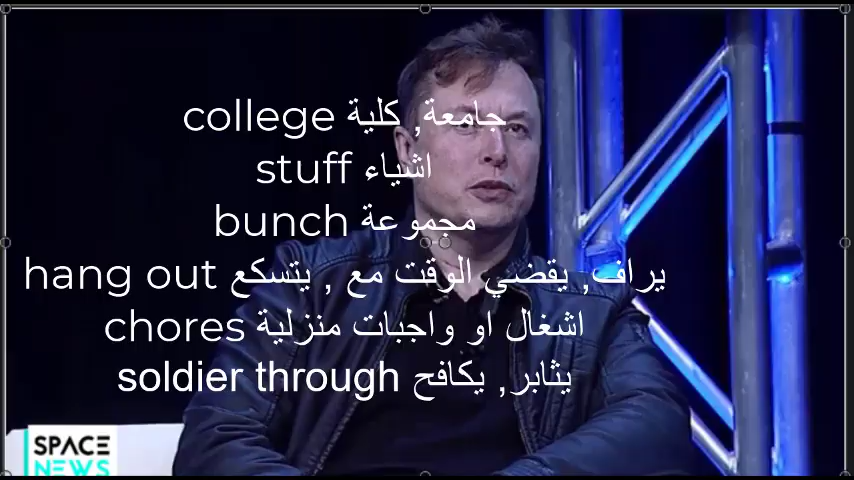 college جامعة, كلية
stuff اشياء
bunch مجموعة
hang out يراف, يقضي الوقت مع , يتسكع
chores اشغال او واجبات منزلية
soldier through يثابر, يكافح
SPACE
NEWS